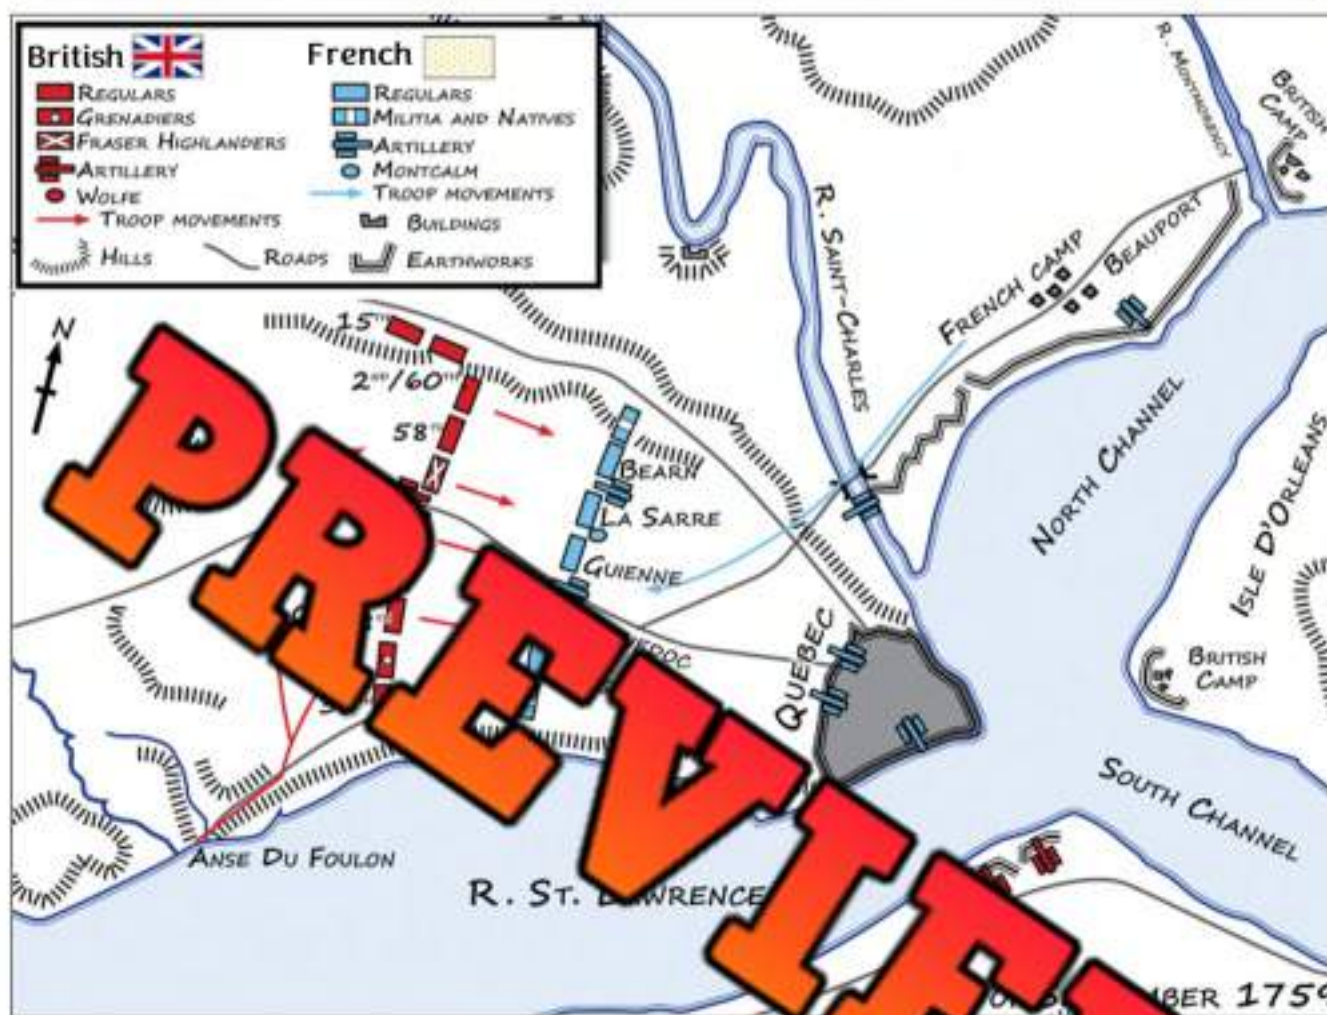 British
French
REGULARS
GRENADIERS
FRASER HIGHLANDERS
ARTILLERY
WOLFE
TROOP MOVEMENTS
REGULARS
MILITIA AND NATIVES
ARTILLERY
MONTCALM
TROOP MOVEMENTS
BUILDINGS
HILLS
ROADS
EARTHWORKS
N
R. MONTMORENCY
BRITISH
CAMP
R. SAINT-CHARLES
FRENCH CAMP
BEAUPORT
15TH
2ND/60TH
58TH
BEARN
LA SARRE
GUIENNE
NORTH CHANNEL
ISLE D'ORLEANS
QUEBEC
BRITISH
CAMP
SOUTH CHANNEL
ANSE DU FOULON
R. ST.
1759